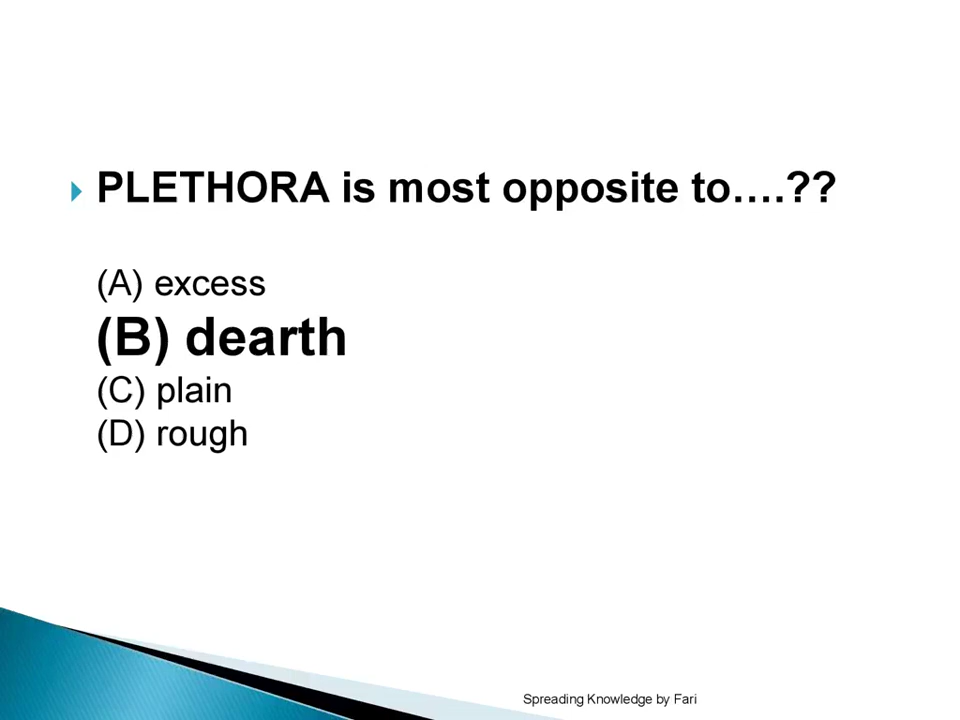 PLETHORA is most opposite to….??
(A) excess
(B) dearth
(C) plain
(D) rough
Spreading Knowledge by Fari